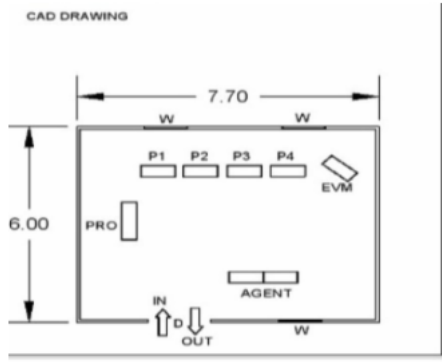 CAD DRAWING
7.70
W W
P1 P2 P3 P4
EVM
6.00
PRO
AGENT
IN
D
OUT
W